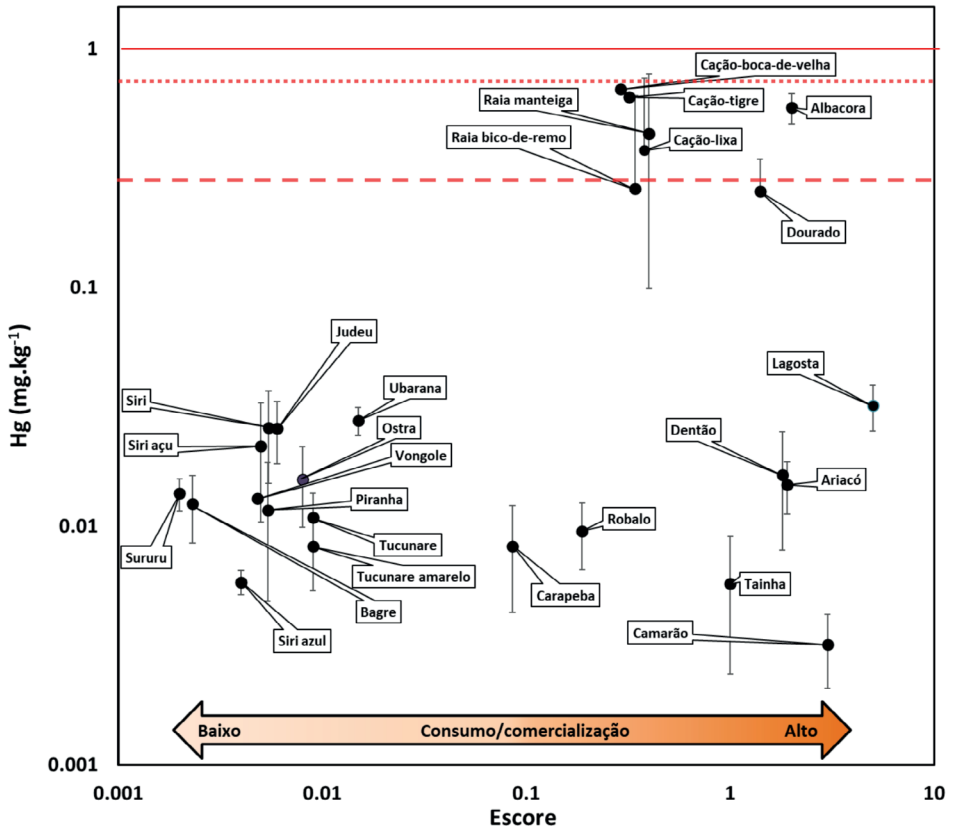 1
Cação-boca-de-velha
Raia manteiga
Cação-tigre
Albacora
Raia bico-de-remo
Cação-lixa
Dourado
0.1
Hg (mg.kg-1)
Judeu
Lagosta
Siri
Ubarana
Ostra
Dentão
Siri açu
Vongole
Ariacó
Piranha
0.01
Robalo
Tucunare
Sururu
Tucunare amarelo
Tainha
Carapeba
Bagre
Siri azul
Camarão
Baixo Consumo/comercialização Alto
0.001
0.001 0.01 0.1 1 10
Escore